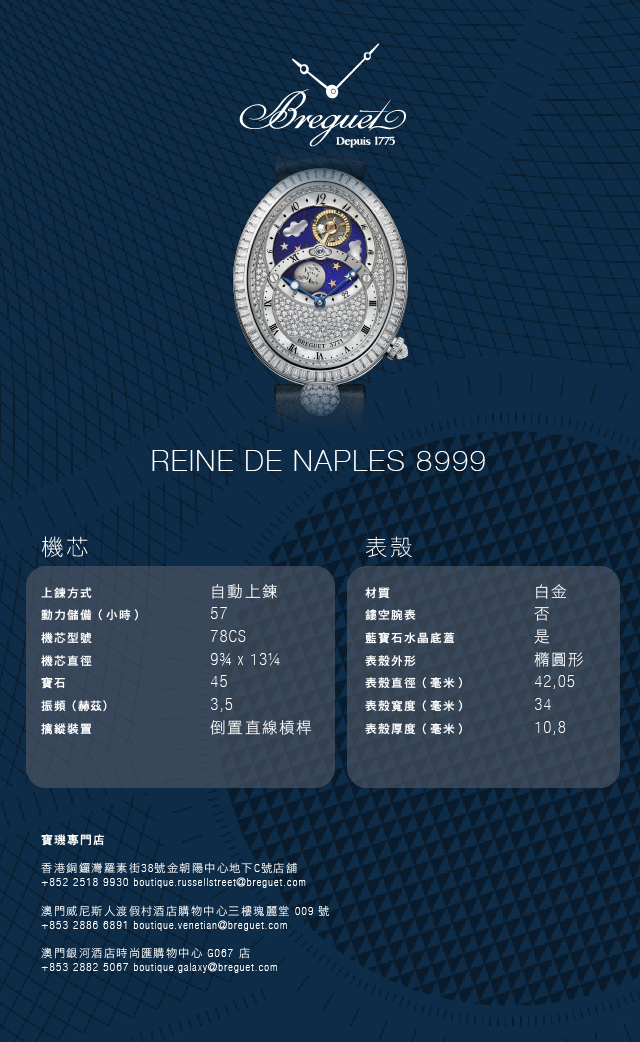 Breguet
Depuis 1775
12
BREGUET 3771
REINE DE NAPLES 8999
機芯
上鍊方式 自動上鍊
動力儲備（小時） 57
機芯型號 78CS
機芯直徑 9¾ x 13¼
寶石 45
振頻（赫茲） 3,5
擒縱裝置 倒置直線槓桿
表殼
材質 白金
鏤空腕表 否
藍寶石水晶底蓋 是
表殼外形 橢圓形
表殼直徑（毫米） 42,05
表殼寬度（毫米） 34
表殼厚度（毫米） 10,8
寶璣專門店
香港銅鑼灣羅素街38號金朝陽中心地下C號店舖
+852 2518 9930 boutique.russellstreet@breguet.com
澳門威尼斯人渡假村酒店購物中心三樓瑰麗堂 009 號
+853 2886 6891 boutique.venetian@breguet.com
澳門銀河酒店時尚匯購物中心 G067 店
+853 2882 5067 boutique.galaxy@breguet.com